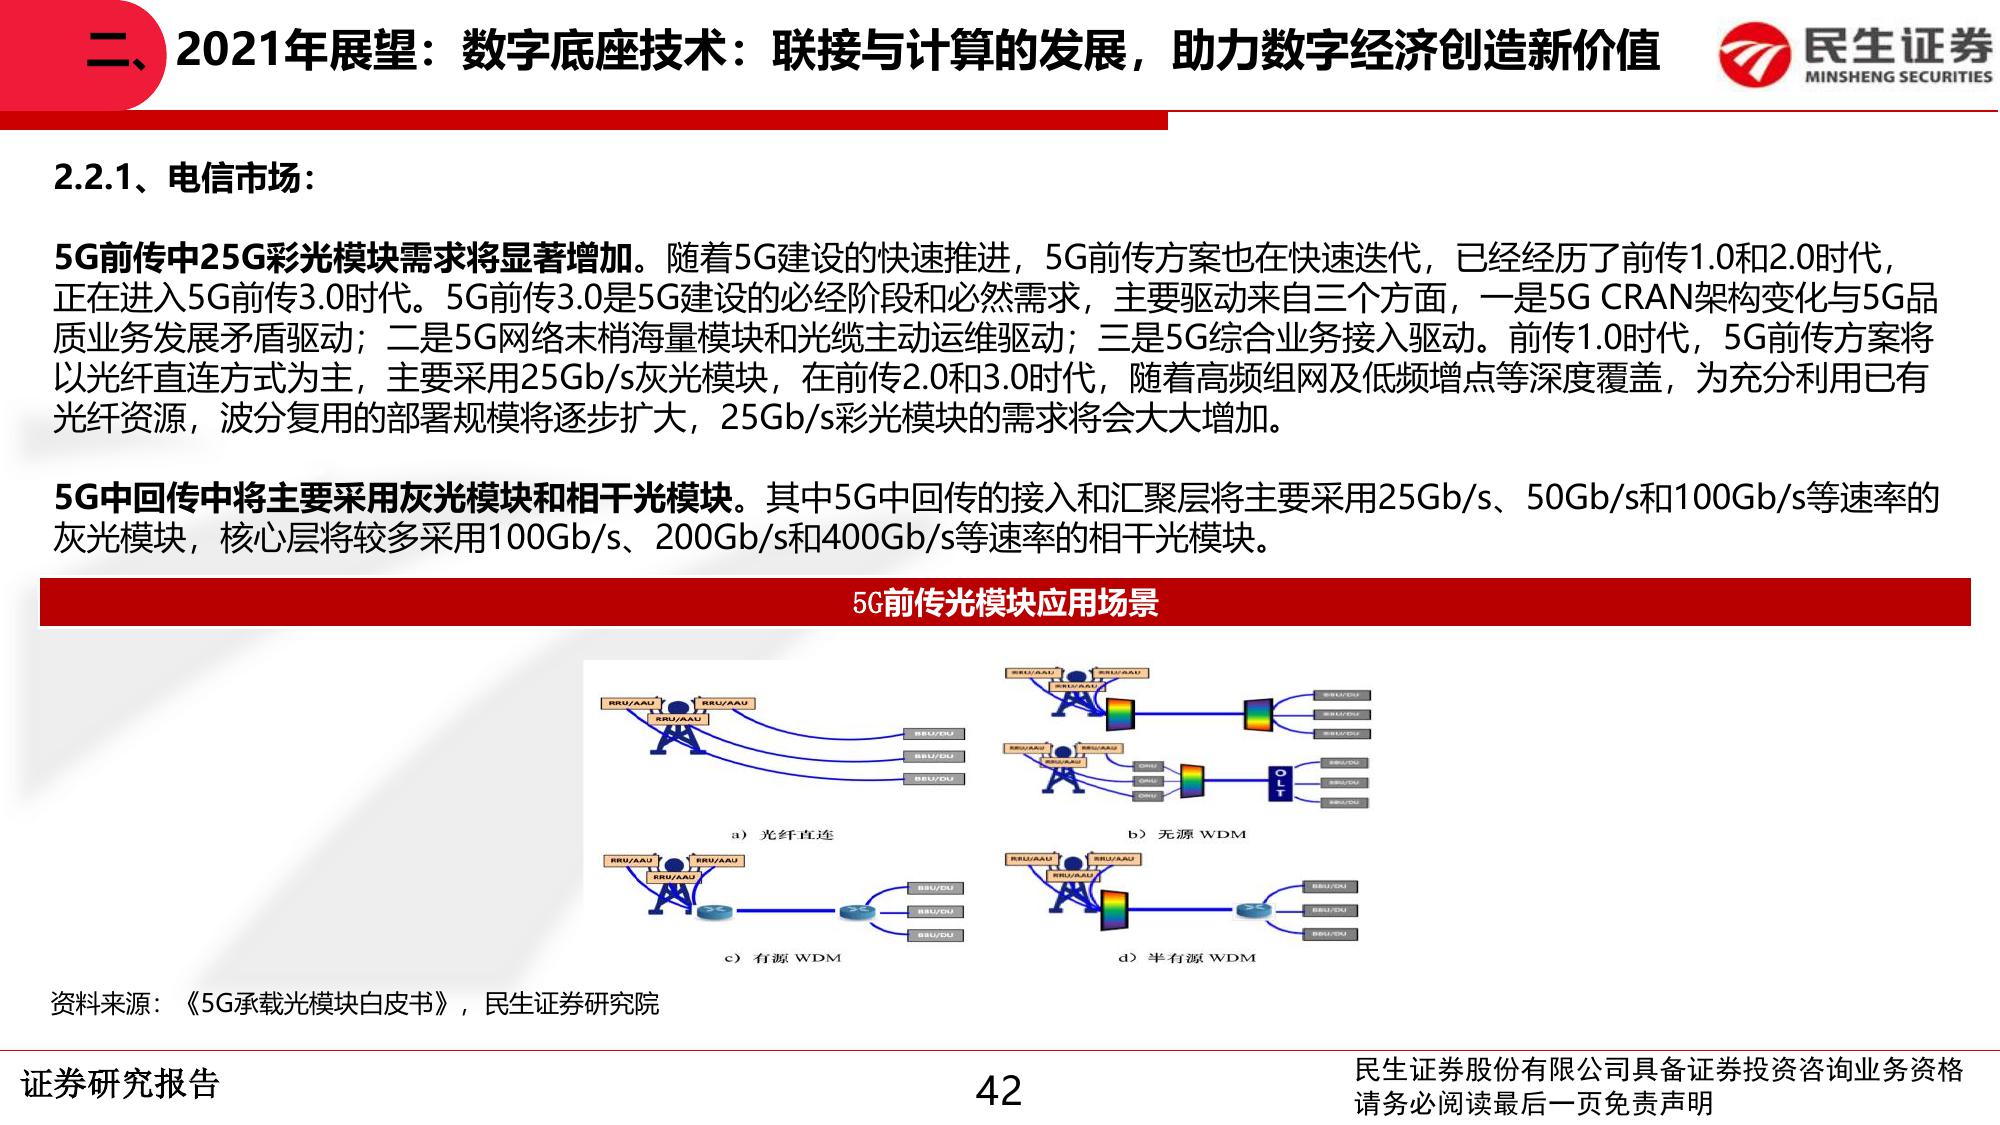 二、2021年展望：数字底座技术：联接与计算的发展，助力数字经济创造新价值
民生证券
MINSHENG SECURITIES
2.2.1、电信市场：
5G前传中25G彩光模块需求将显著增加。随着5G建设的快速推进，5G前传方案也在快速迭代，已经经历了前传1.0和2.0时代，
正在进入5G前传3.0时代。5G前传3.0是5G建设的必经阶段和必然需求，主要驱动来自三个方面，一是5G CRAN架构变化与5G品
质业务发展矛盾驱动；二是5G网络末梢海量模块和光缆主动运维驱动；三是5G综合业务接入驱动。前传1.0时代，5G前传方案将
以光纤直连方式为主，主要采用25Gb/s灰光模块，在前传2.0和3.0时代，随着高频组网及低频增点等深度覆盖，为充分利用已有
光纤资源，波分复用的部署规模将逐步扩大，25Gb/s彩光模块的需求将会大大增加。
5G中回传中将主要采用灰光模块和相干光模块。其中5G中回传的接入和汇聚层将主要采用25Gb/s、50Gb/s和100Gb/s等速率的
灰光模块，核心层将较多采用100Gb/s、200Gb/s和400Gb/s等速率的相干光模块。
5G前传光模块应用场景
RRU/AAU
RRU/AAU
RRU/AAU
BBU/DU
BBU/DU
BBU/DU
a）光纤直连
RRU/AAU
RRU/AAU
RRU/AAU
BBU/DU
BBU/DU
BBU/DU
RRU/AAU
RRU/AAU
RRU/AAU
ONU
ONU
ONU
OLT
BBU/DU
BBU/DU
BBU/DU
b）无源 WDM
RRU/AAU
RRU/AAU
RRU/AAU
BBU/DU
BBU/DU
BBU/DU
c）有源 WDM
RRU/AAU
RRU/AAU
RRU/AAU
BBU/DU
BBU/DU
BBU/DU
d）半有源 WDM
资料来源：《5G承载光模块白皮书》，民生证券研究院
证券研究报告
42
民生证券股份有限公司具备证券投资咨询业务资格
请务必阅读最后一页免责声明